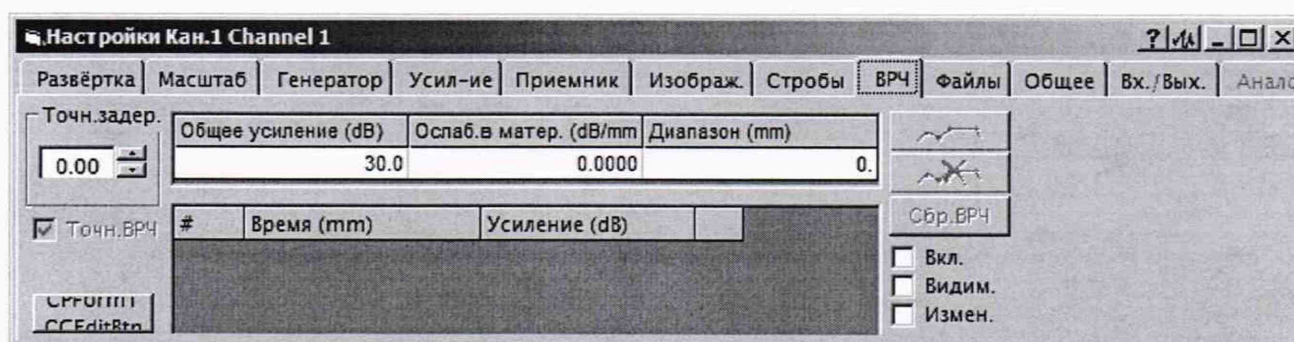 Настройки Кан.1 Channel 1
Развёртка Масштаб Генератор Усил-ие Приемник Изображ. Стробы ВРЧ Файлы Общее Вх./Вых. Анало
Точн.задер.
0.00
Общее усиление (dB) Ослаб.в матер. (dB/mm Диапазон (mm)
30.0 0.0000 0.
Точн.ВРЧ
# Время (mm) Усиление (dB)
Сбр.ВРЧ
Вкл.
Видим.
Измен.
CPForm1
CCEditBtn